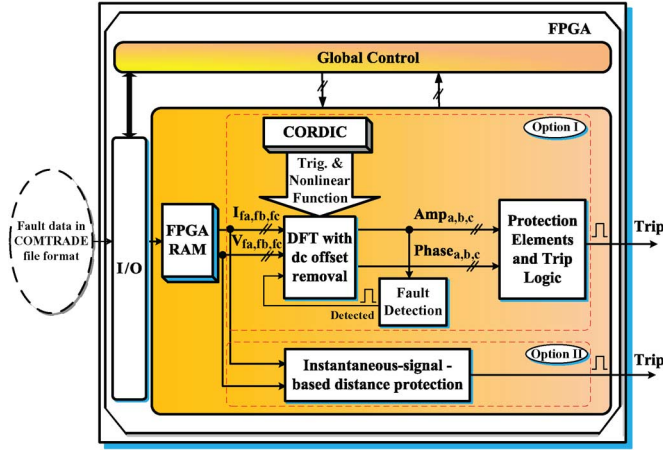 FPGA
Global Control
CORDIC
Option I
Trig. &
Nonlinear
Function
Fault data in
COMTRADE
file format
I/O
FPGA
RAM
Ifa,fb,fc
Vfa,fb,fc
DFT with
dc offset
removal
Ampa,b,c
Phasea,b,c
Fault
Detection
Detected
Protection
Elements
and Trip
Logic
Trip
Option II
Instantaneous-signal -
based distance protection
Trip